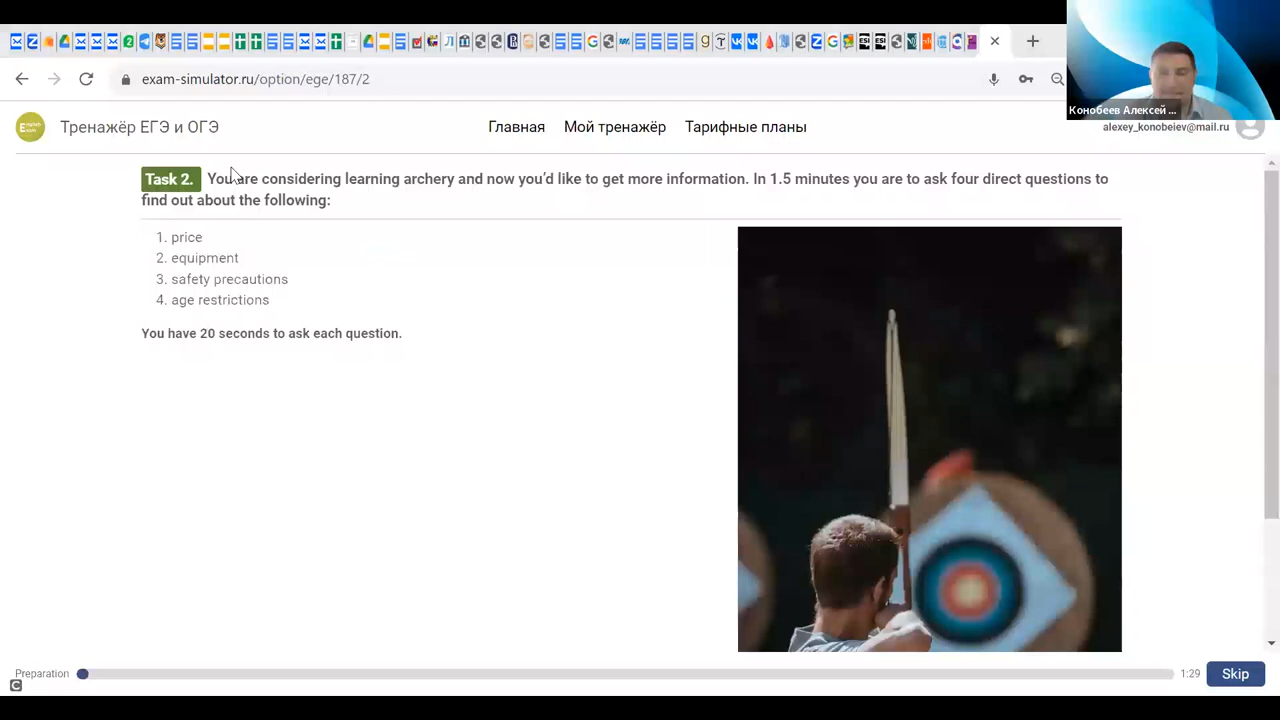 exam-simulator.ru/option/ege/187/2
Конобеев Алексей ...
English Exam
Тренажёр ЕГЭ и ОГЭ
Главная
Мой тренажёр
Тарифные планы
alexey_konobeiev@mail.ru
Task 2. You are considering learning archery and now you'd like to get more information. In 1.5 minutes you are to ask four direct questions to
find out about the following:
1. price
2. equipment
3. safety precautions
4. age restrictions
You have 20 seconds to ask each question.
Preparation
1:29
Skip